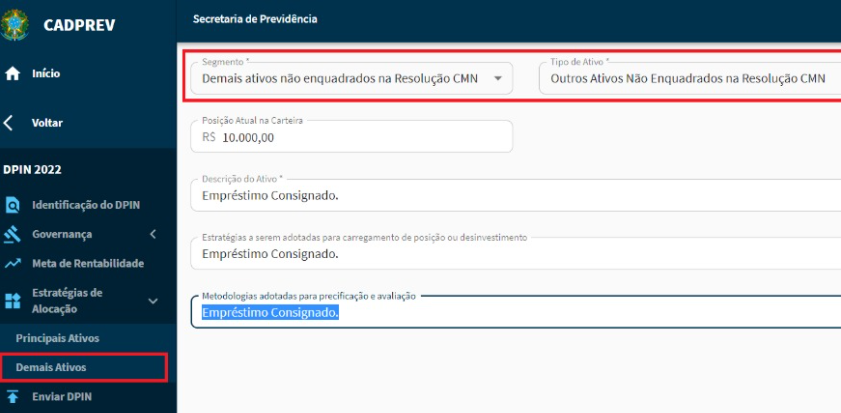 CADPREV
Secretaria de Previdência
Início
Voltar
DPIN 2022
Identificação do DPIN
Governança
Meta de Rentabilidade
Estratégias de
Alocação
Principais Ativos
Demais Ativos
Enviar DPIN
Segmento *
Demais ativos não enquadrados na Resolução CMN
Tipo de Ativo *
Outros Ativos Não Enquadrados na Resolução CMN
Posição Atual na Carteira
R$ 10.000,00
Descrição do Ativo *
Empréstimo Consignado.
Estratégias a serem adotadas para carregamento de posição ou desinvestimento
Empréstimo Consignado.
Metodologias adotadas para precificação e avaliação
Empréstimo Consignado.